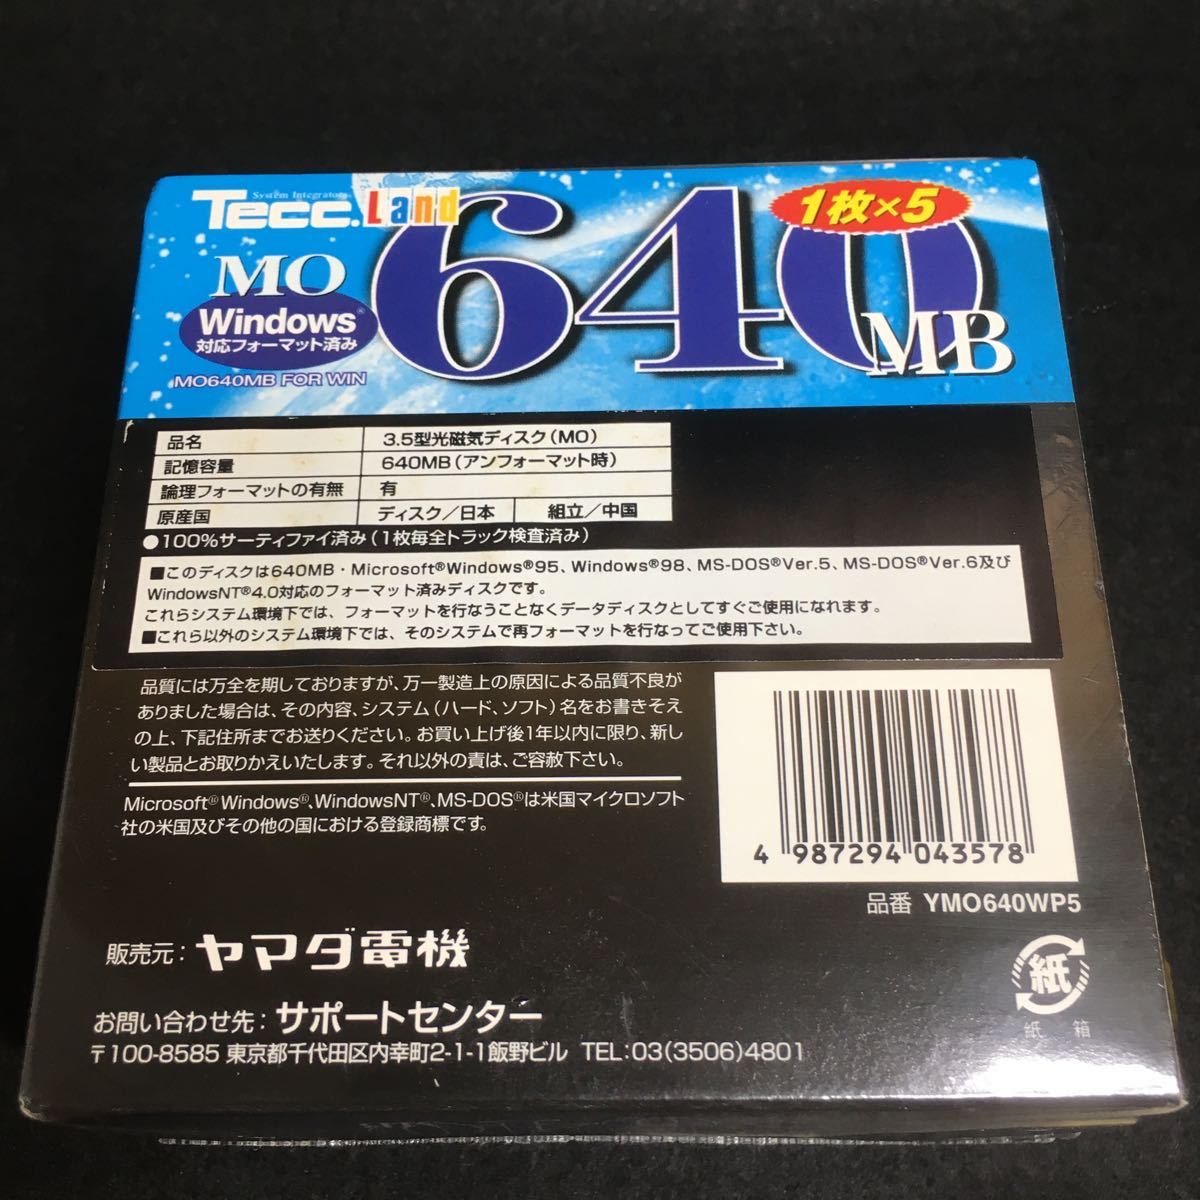 System Integrator
Tecc.Land
1枚×5
640MB
MO
Windows®
対応フォーマット済み
MO640MB FOR WIN
品名 3.5型光磁気ディスク(MO)
記憶容量 640MB(アンフォーマット時)
論理フォーマットの有無 有
原産国 ディスク/日本 組立/中国
●100%サーティファイ済み(1枚毎全トラック検査済み)
■このディスクは640MB・Microsoft®Windows®95、Windows®98、MS-DOS®Ver.5、MS-DOS®Ver.6及び
WindowsNT®4.0対応のフォーマット済みディスクです。
これらシステム環境下では、フォーマットを行なうことなくデータディスクとしてすぐご使用になれます。
■これら以外のシステム環境下では、そのシステムで再フォーマットを行なってご使用下さい。
品質には万全を期しておりますが、万一製造上の原因による品質不良が
ありました場合は、その内容、システム(ハード、ソフト)名をお書きそえ
の上、下記住所までお送りください。お買い上げ後1年以内に限り、新し
い製品とお取りかえいたします。それ以外の責は、ご容赦下さい。
Microsoft®Windows®、WindowsNT®、MS-DOS®は米国マイクロソフト
社の米国及びその他の国における登録商標です。
4 987294 043578
品番 YMO640WP5
販売元:ヤマダ電機
お問い合わせ先:サポートセンター
〒100-8585 東京都千代田区内幸町2-1-1飯野ビル TEL:03(3506)4801
紙
紙箱